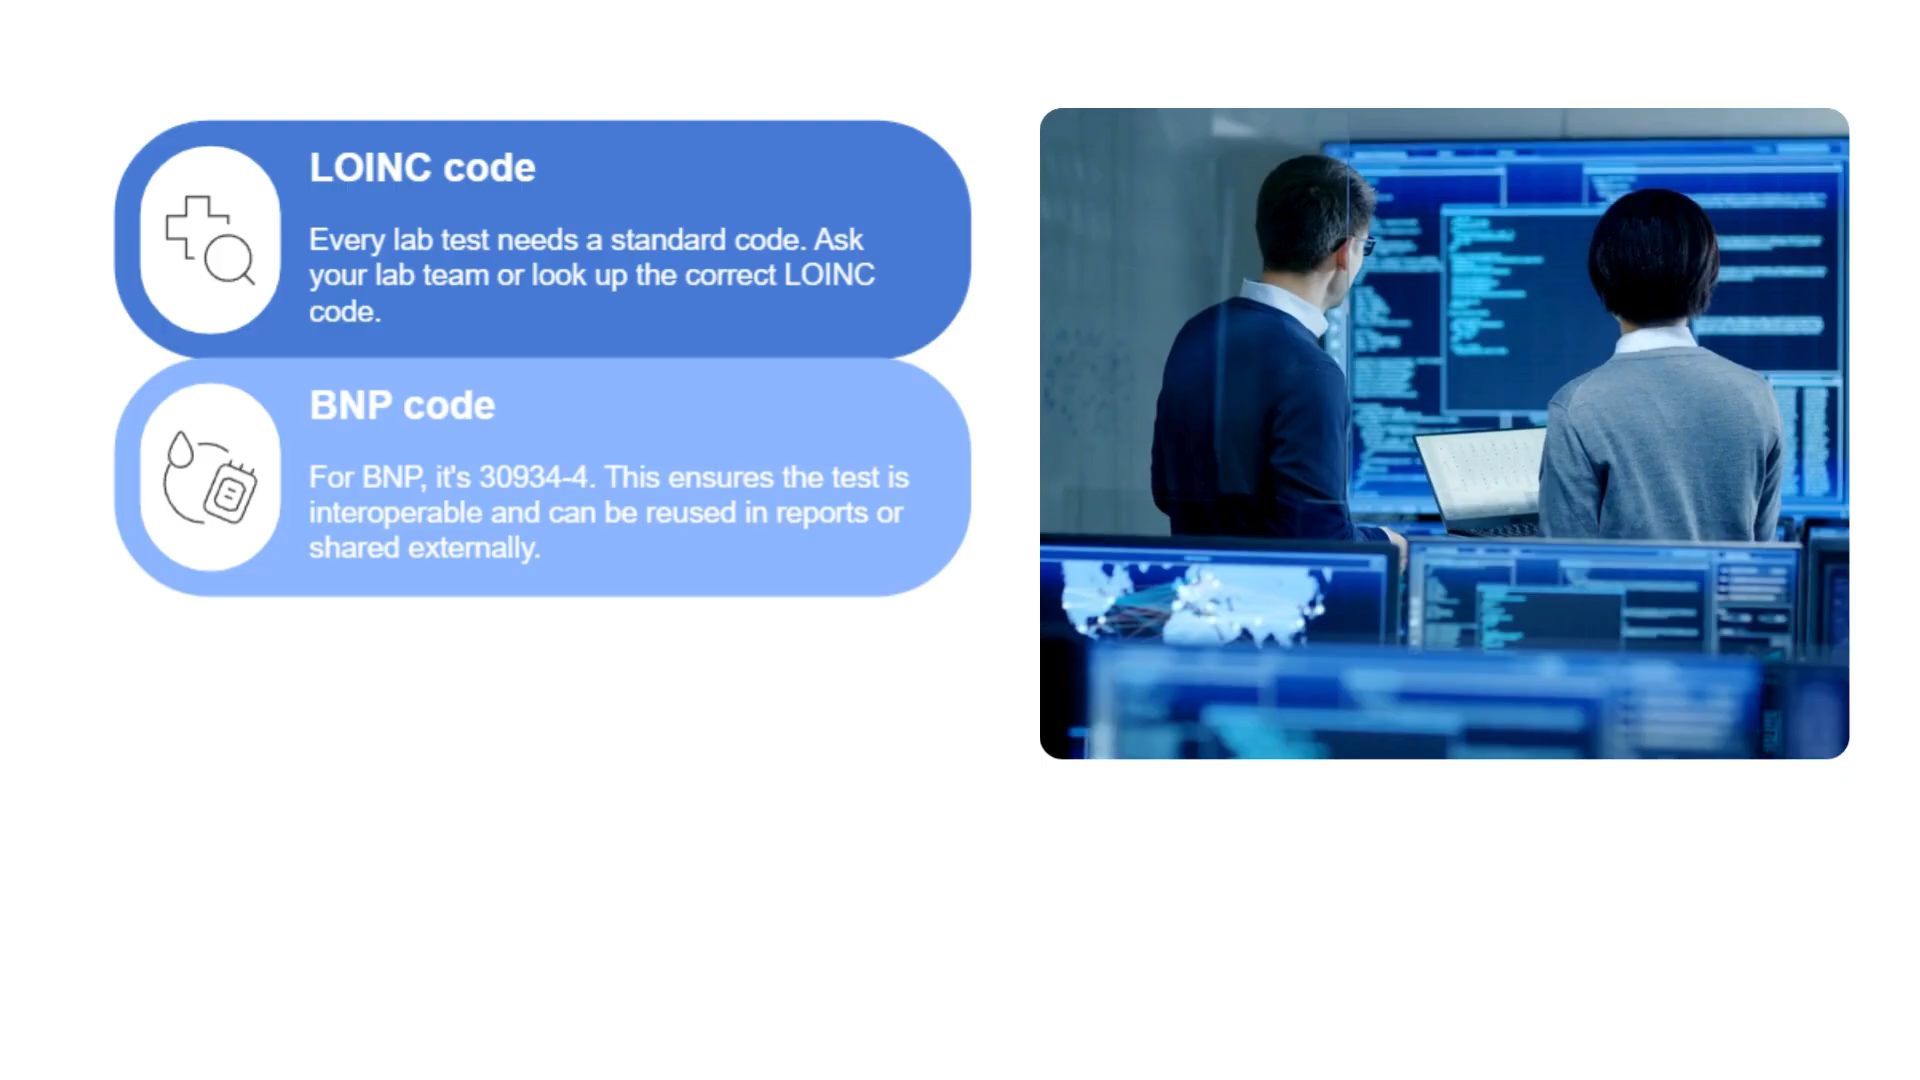 LOINC code
Every lab test needs a standard code. Ask
your lab team or look up the correct LOINC
code.
BNP code
For BNP, it's 30934-4. This ensures the test is
interoperable and can be reused in reports or
shared externally.